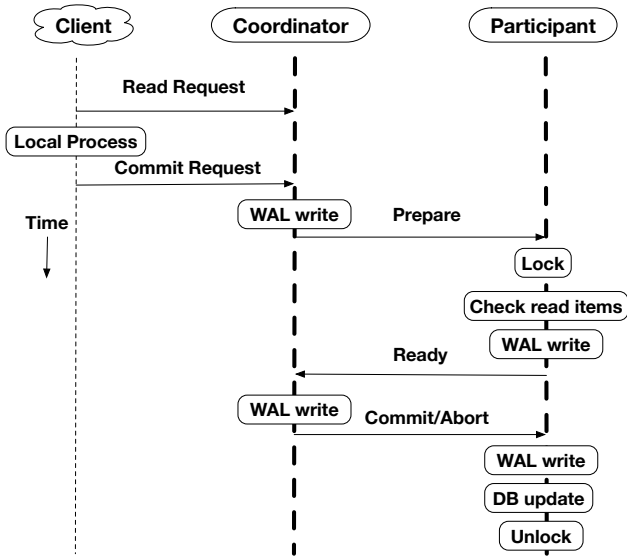 Client
Coordinator
Participant
Read Request
Local Process
Commit Request
WAL write
Prepare
Time
Lock
Check read items
WAL write
Ready
WAL write
Commit/Abort
WAL write
DB update
Unlock